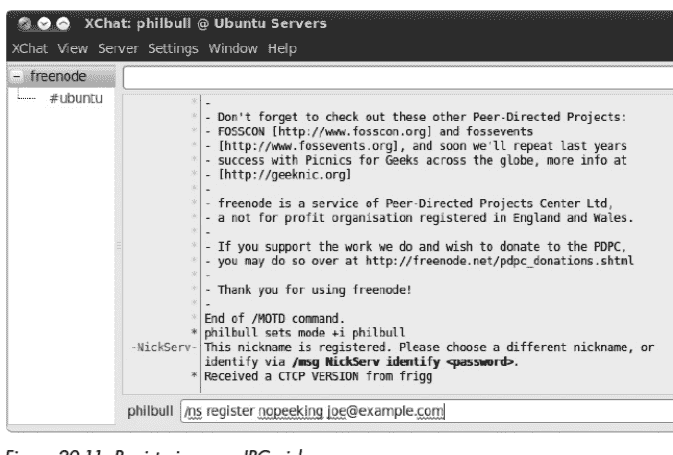 XChat: philbull @ Ubuntu Servers
XChat View Server Settings Window Help
freenode
#ubuntu
* -
* - Don't forget to check out these other Peer-Directed Projects:
* - FOSSCON [http://www.fosscon.org] and fossevents
* - [http://www.fossevents.org], and soon we'll repeat last years
* - success with Picnics for Geeks across the globe, more info at
* - [http://geeknic.org]
* -
* - freenode is a service of Peer-Directed Projects Center Ltd,
* - a not for profit organisation registered in England and Wales.
* -
* - If you support the work we do and wish to donate to the PDPC,
* - you may do so over at http://freenode.net/pdpc_donations.shtml
* -
* - Thank you for using freenode!
* -
* End of /MOTD command.
* philbull sets mode +i philbull
-NickServ- This nickname is registered. Please choose a different nickname, or
identify via /msg NickServ identify <password>.
* Received a CTCP VERSION from frigg
philbull /ns register nopeeking joe@example.com